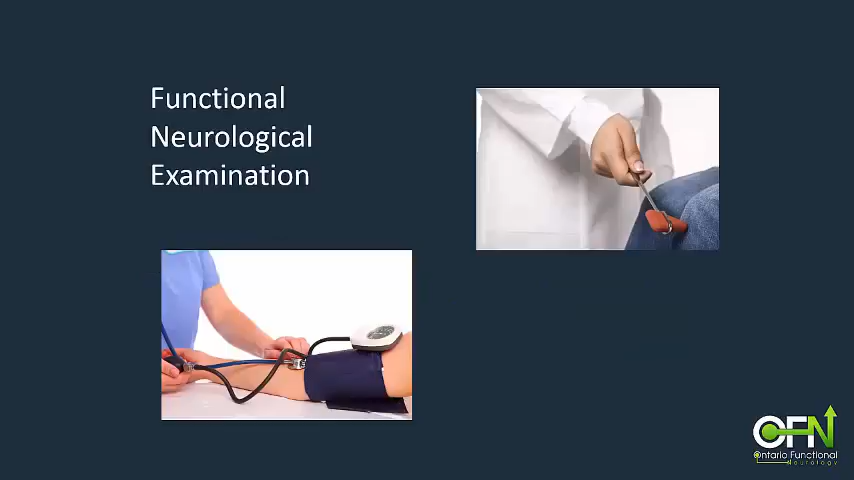 Functional
Neurological
Examination
OFN
Ontario Functional
Neurology